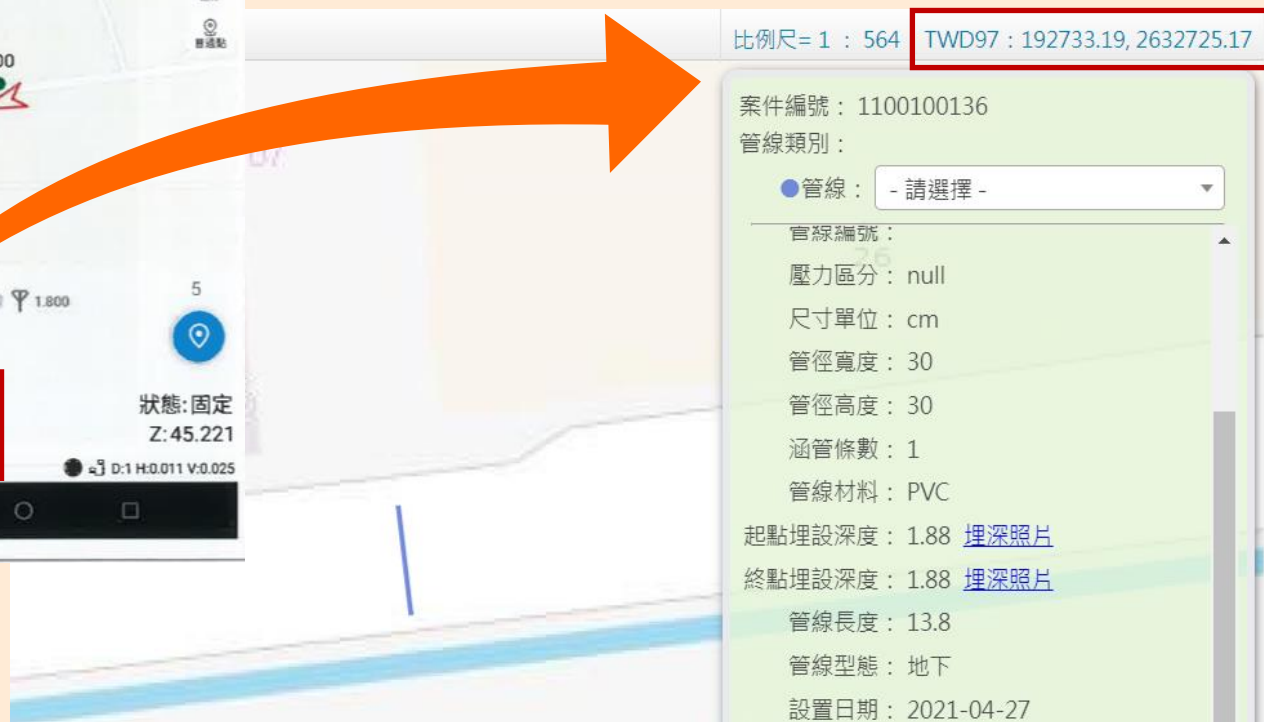 普通點
00
1.800
5
狀態:固定
Z:45.221
D:1 H:0.011 V:0.025
比例尺= 1 : 564
TWD97：192733.19, 2632725.17
案件編號： 1100100136
管線類別：
管線： - 請選擇 -
管線編號：
26
壓力區分： null
尺寸單位： cm
管徑寬度： 30
管徑高度： 30
涵管條數： 1
管線材料： PVC
起點埋設深度： 1.88 埋深照片
終點埋設深度： 1.88 埋深照片
管線長度： 13.8
管線型態： 地下
設置日期： 2021-04-27